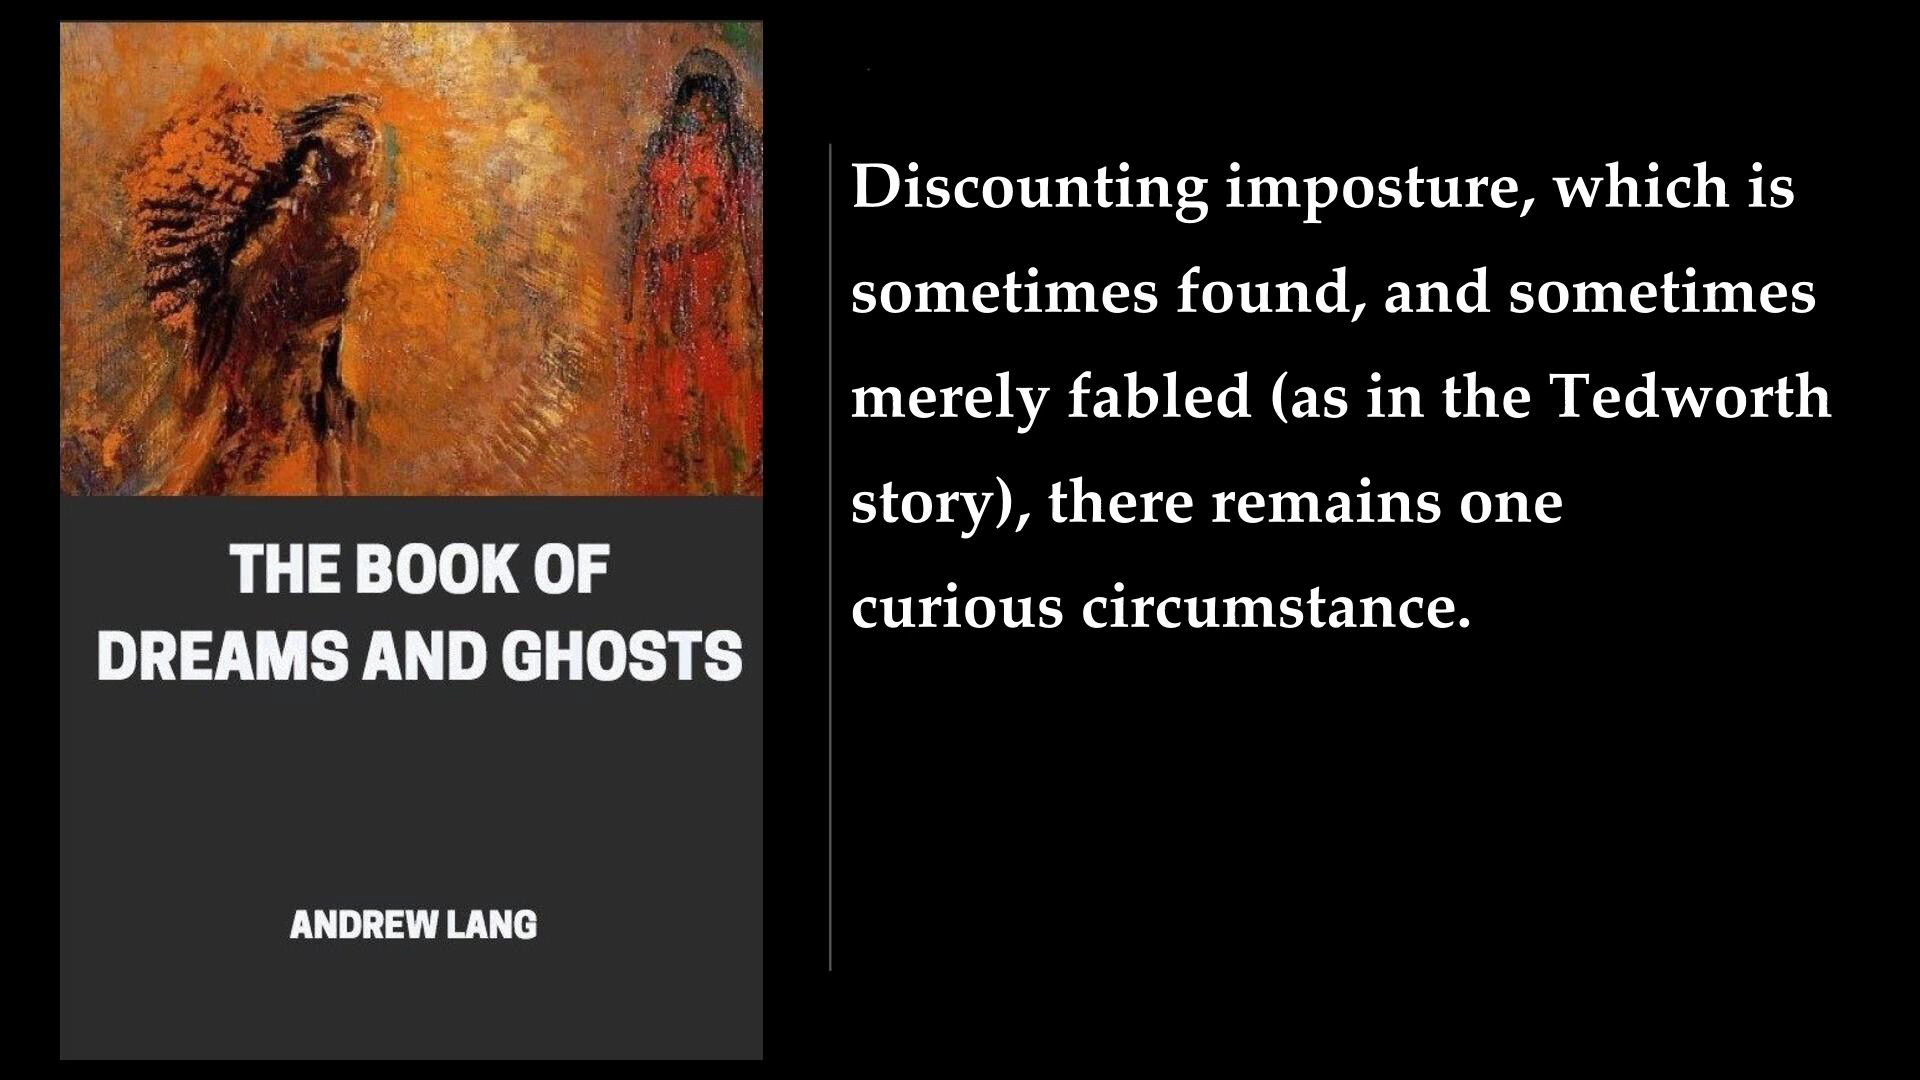 THE BOOK OF
DREAMS AND GHOSTS
ANDREW LANG
Discounting imposture, which is
sometimes found, and sometimes
merely fabled (as in the Tedworth
story), there remains one
curious circumstance.